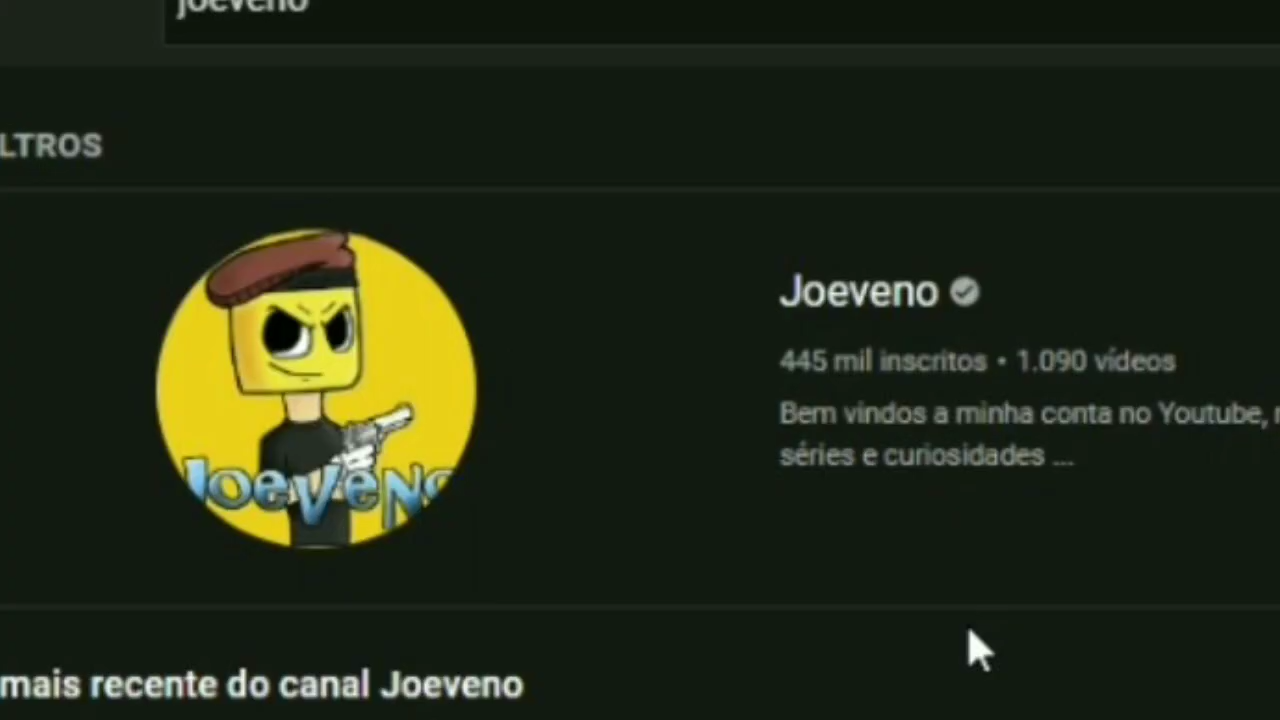 joeveno
LTROS
Joeveno
445 mil inscritos • 1.090 vídeos
Bem vindos a minha conta no Youtube,
séries e curiosidades ...
JOEVENO
mais recente do canal Joeveno